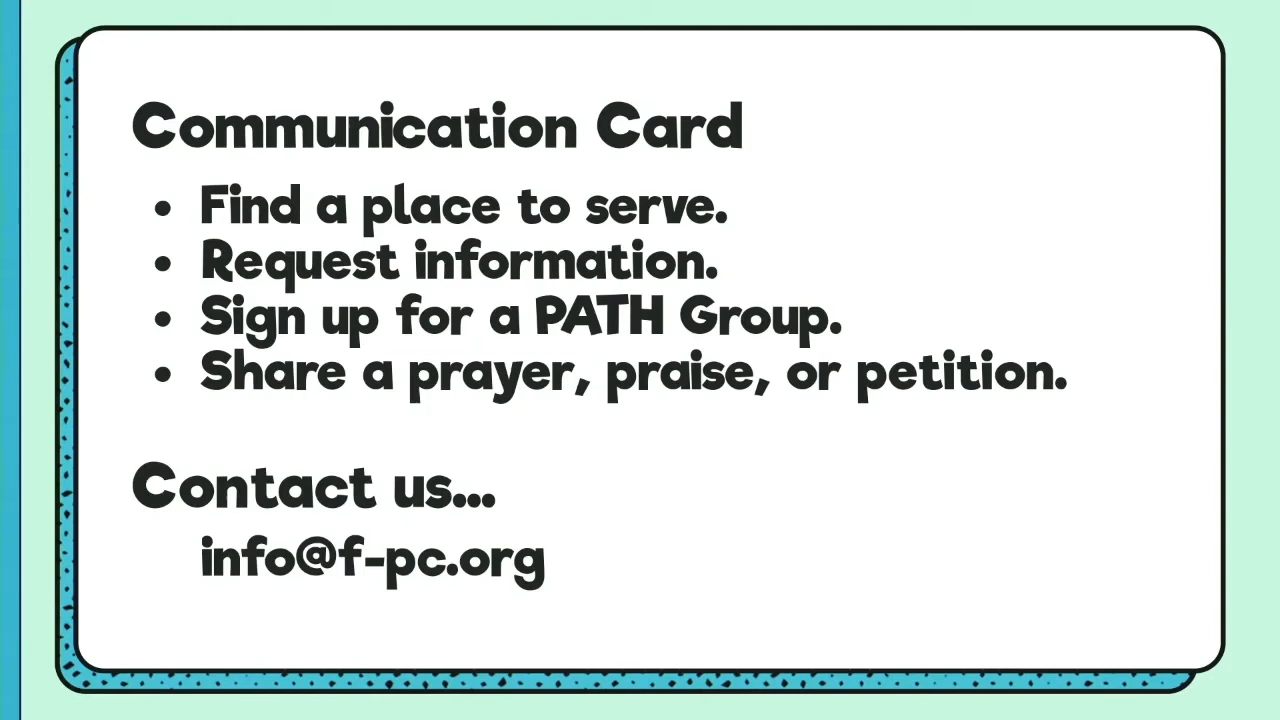 Communication Card
• Find a place to serve.
• Request information.
• Sign up for a PATH Group.
• Share a prayer, praise, or petition.
Contact us...
info@f-pc.org